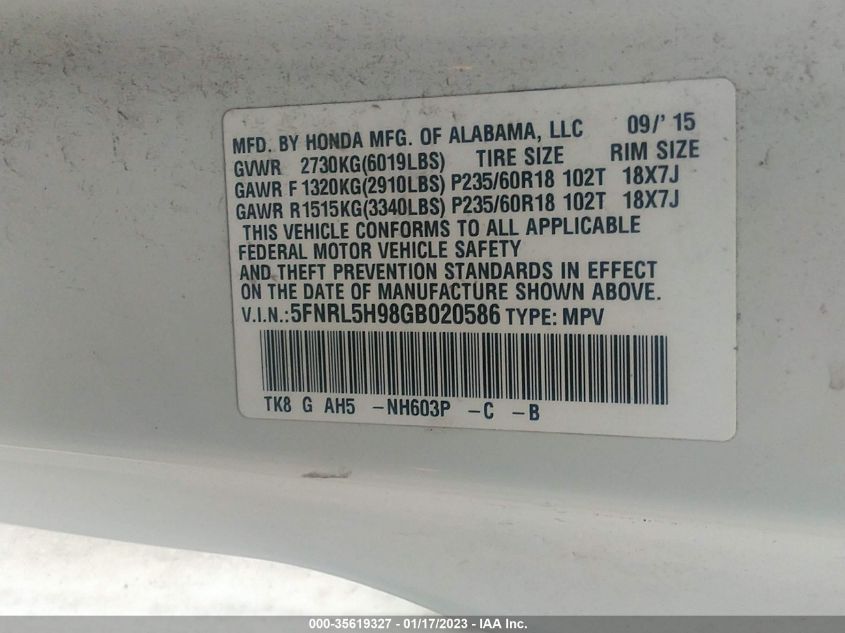 MFD. BY HONDA MFG. OF ALABAMA, LLC 09/' 15
GVWR 2730KG(6019LBS) TIRE SIZE RIM SIZE
GAWR F 1320KG(2910LBS) P235/60R18 102T 18X7J
GAWR R1515KG(3340LBS) P235/60R18 102T 18X7J
THIS VEHICLE CONFORMS TO ALL APPLICABLE
FEDERAL MOTOR VEHICLE SAFETY
AND THEFT PREVENTION STANDARDS IN EFFECT
ON THE DATE OF MANUFACTURE SHOWN ABOVE.
V.I.N.:5FNRL5H98GB020586 TYPE: MPV
TK8 G AH5 -NH603P -C -B
000-35619327 - 01/17/2023 - IAA Inc.